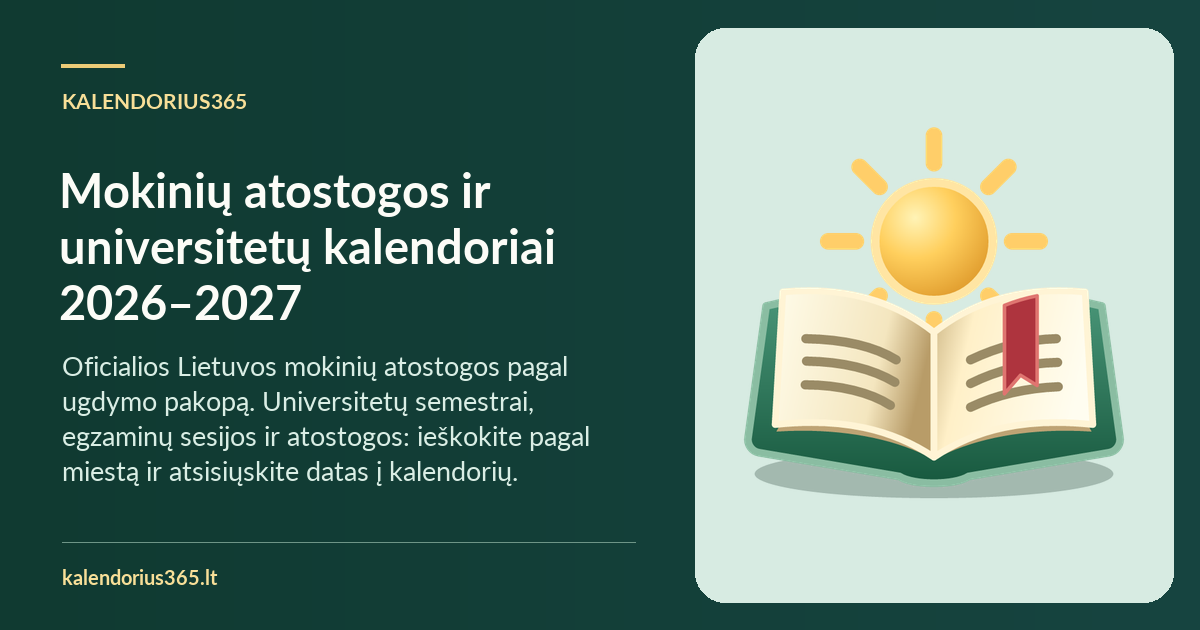 KALENDORIUS365
Mokinių atostogos ir
universitetų kalendoriai
2026–2027
Oficialios Lietuvos mokinių atostogos pagal
ugdymo pakopą. Universitetų semestrai,
egzaminų sesijos ir atostogos: ieškokite pagal
miestą ir atsisiųskite datas į kalendorių.
kalendorius365.lt